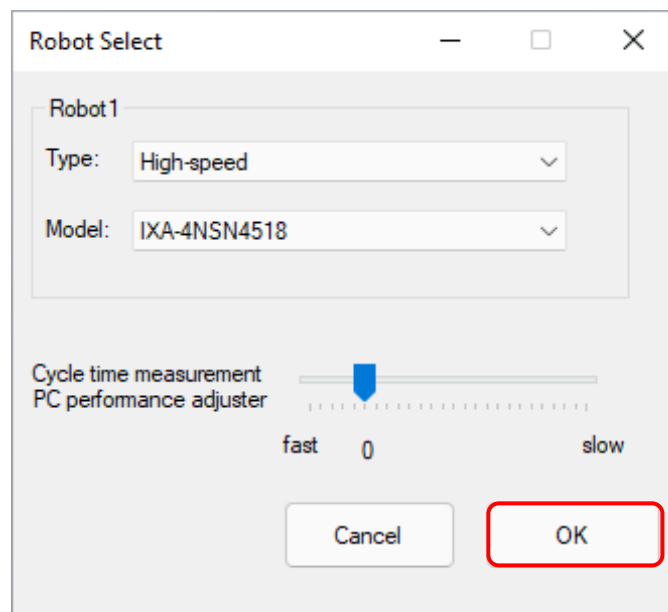 Robot Select
Robot1
Type: High-speed
Model: IXA-4NSN4518
Cycle time measurement
PC performance adjuster
fast 0 slow
Cancel OK